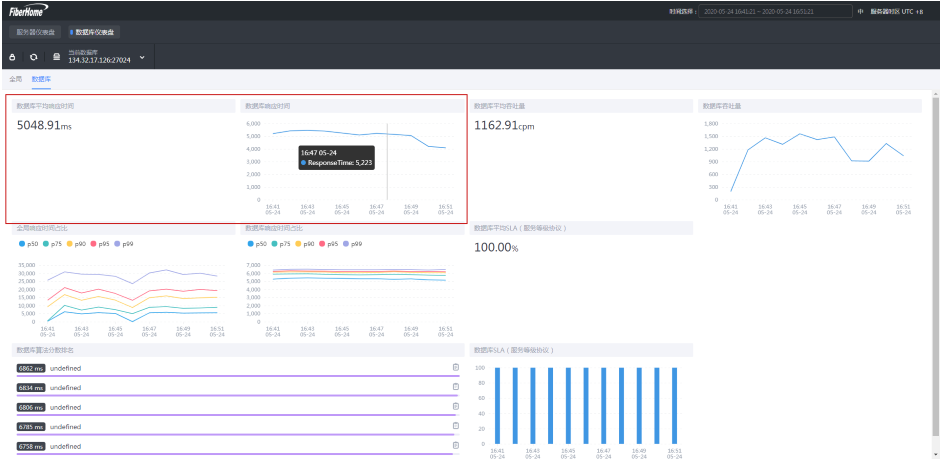 FiberHome
时间选择： 2020-05-24 16:41:21 ~ 2020-05-24 16:51:21 中 服务器时区 UTC +8
服务器仪表盘 数据库仪表盘
当前数据库
134.32.17.126:27024
全局 数据库
数据库平均响应时间
5048.91ms
数据库响应时间
6,000
5,000
4,000
3,000
2,000
1,000
0
16:47 05-24
ResponseTime: 5,223
16:41 16:43 16:45 16:47 16:49 16:51
05-24 05-24 05-24 05-24 05-24 05-24
数据库平均吞吐量
1162.91cpm
数据库吞吐量
1,800
1,500
1,200
900
600
300
0
16:41 16:43 16:45 16:47 16:49 16:51
05-24 05-24 05-24 05-24 05-24 05-24
全局响应时间占比
p50 p75 p90 p95 p99
35,000
30,000
25,000
20,000
15,000
10,000
5,000
0
16:41 16:43 16:45 16:47 16:49 16:51
05-24 05-24 05-24 05-24 05-24 05-24
数据库响应时间占比
p50 p75 p90 p95 p99
7,000
6,000
5,000
4,000
3,000
2,000
1,000
0
16:41 16:43 16:45 16:47 16:49 16:51
05-24 05-24 05-24 05-24 05-24 05-24
数据库平均SLA（服务等级协议）
100.00%
数据库算法分数排名
6862 ms undefined
6834 ms undefined
6806 ms undefined
6785 ms undefined
6758 ms undefined
数据库SLA（服务等级协议）
100
80
60
40
20
0
16:41 16:43 16:45 16:47 16:49 16:51
05-24 05-24 05-24 05-24 05-24 05-24